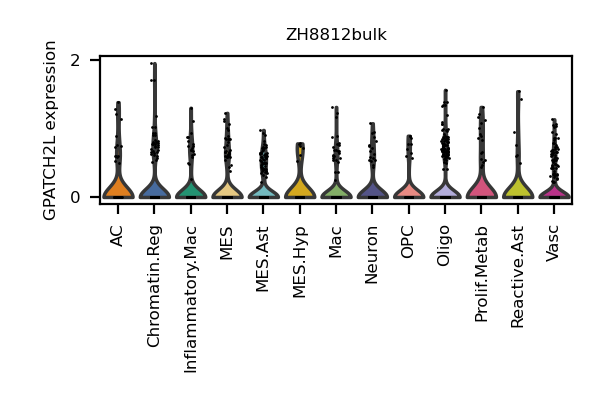 ZH8812bulk
GPATCH2L expression
2
0
AC
Chromatin.Reg
Inflammatory.Mac
MES
MES.Ast
MES.Hyp
Mac
Neuron
OPC
Oligo
Prolif.Metab
Reactive.Ast
Vasc